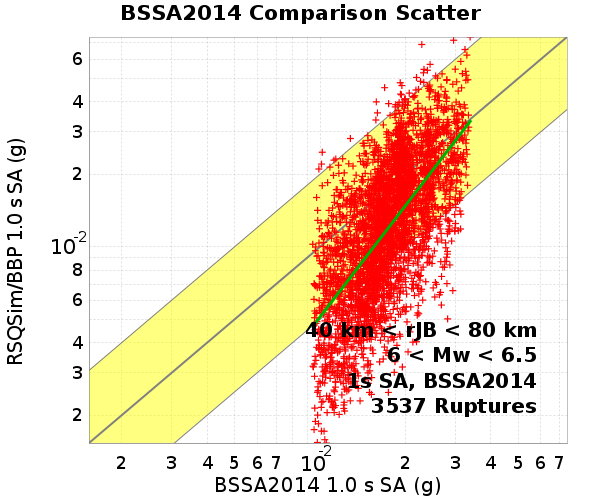 BSSA2014 Comparison Scatter
RSQSim/BBP 1.0 s SA (g)
6
4
3
2
10-2
8
6
4
3
2
40 km < rJB < 80 km
6 < Mw < 6.5
1s SA, BSSA2014
3537 Ruptures
2 3 4 5 6 7 10-2 2 3 4 5 6 7
BSSA2014 1.0 s SA (g)